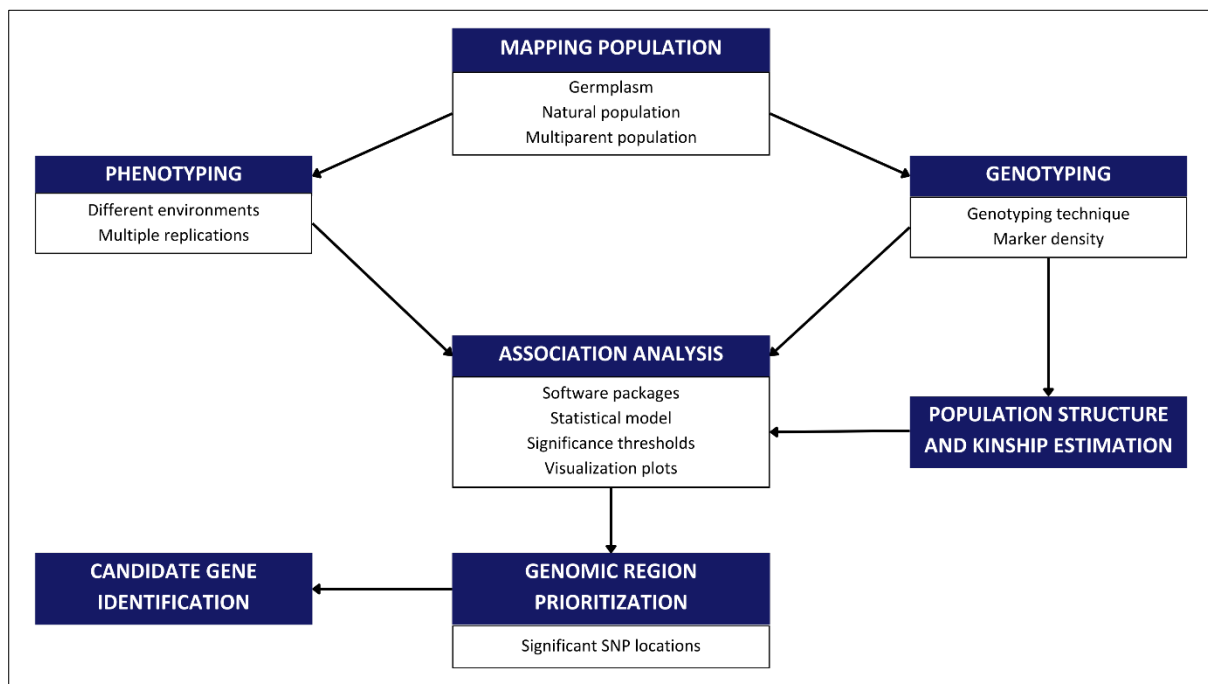 MAPPING POPULATION
Germplasm
Natural population
Multiparent population
PHENOTYPING
Different environments
Multiple replications
GENOTYPING
Genotyping technique
Marker density
ASSOCIATION ANALYSIS
Software packages
Statistical model
Significance thresholds
Visualization plots
POPULATION STRUCTURE
AND KINSHIP ESTIMATION
CANDIDATE GENE
IDENTIFICATION
GENOMIC REGION
PRIORITIZATION
Significant SNP locations